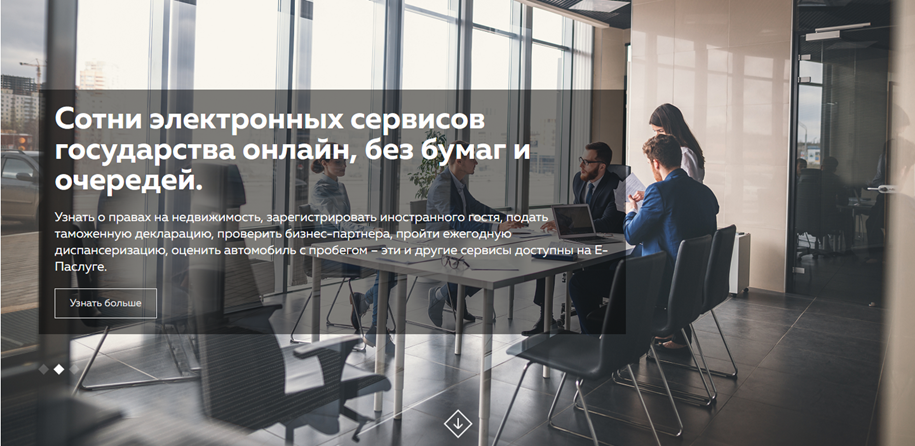 Сотни электронных сервисов
государства онлайн, без бумаг и
очередей.
Узнать о правах на недвижимость, зарегистрировать иностранного гостя, подать
таможенную декларацию, проверить бизнес-партнера, пройти ежегодную
диспансеризацию, оценить автомобиль с пробегом – эти и другие сервисы доступны на Е-
Паслуге.
Узнать больше